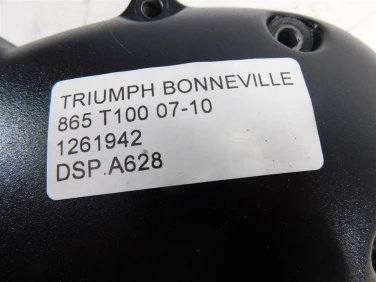 TRIUMPH BONNEVILLE
865 T100 07-10
1261942
DSP.A628